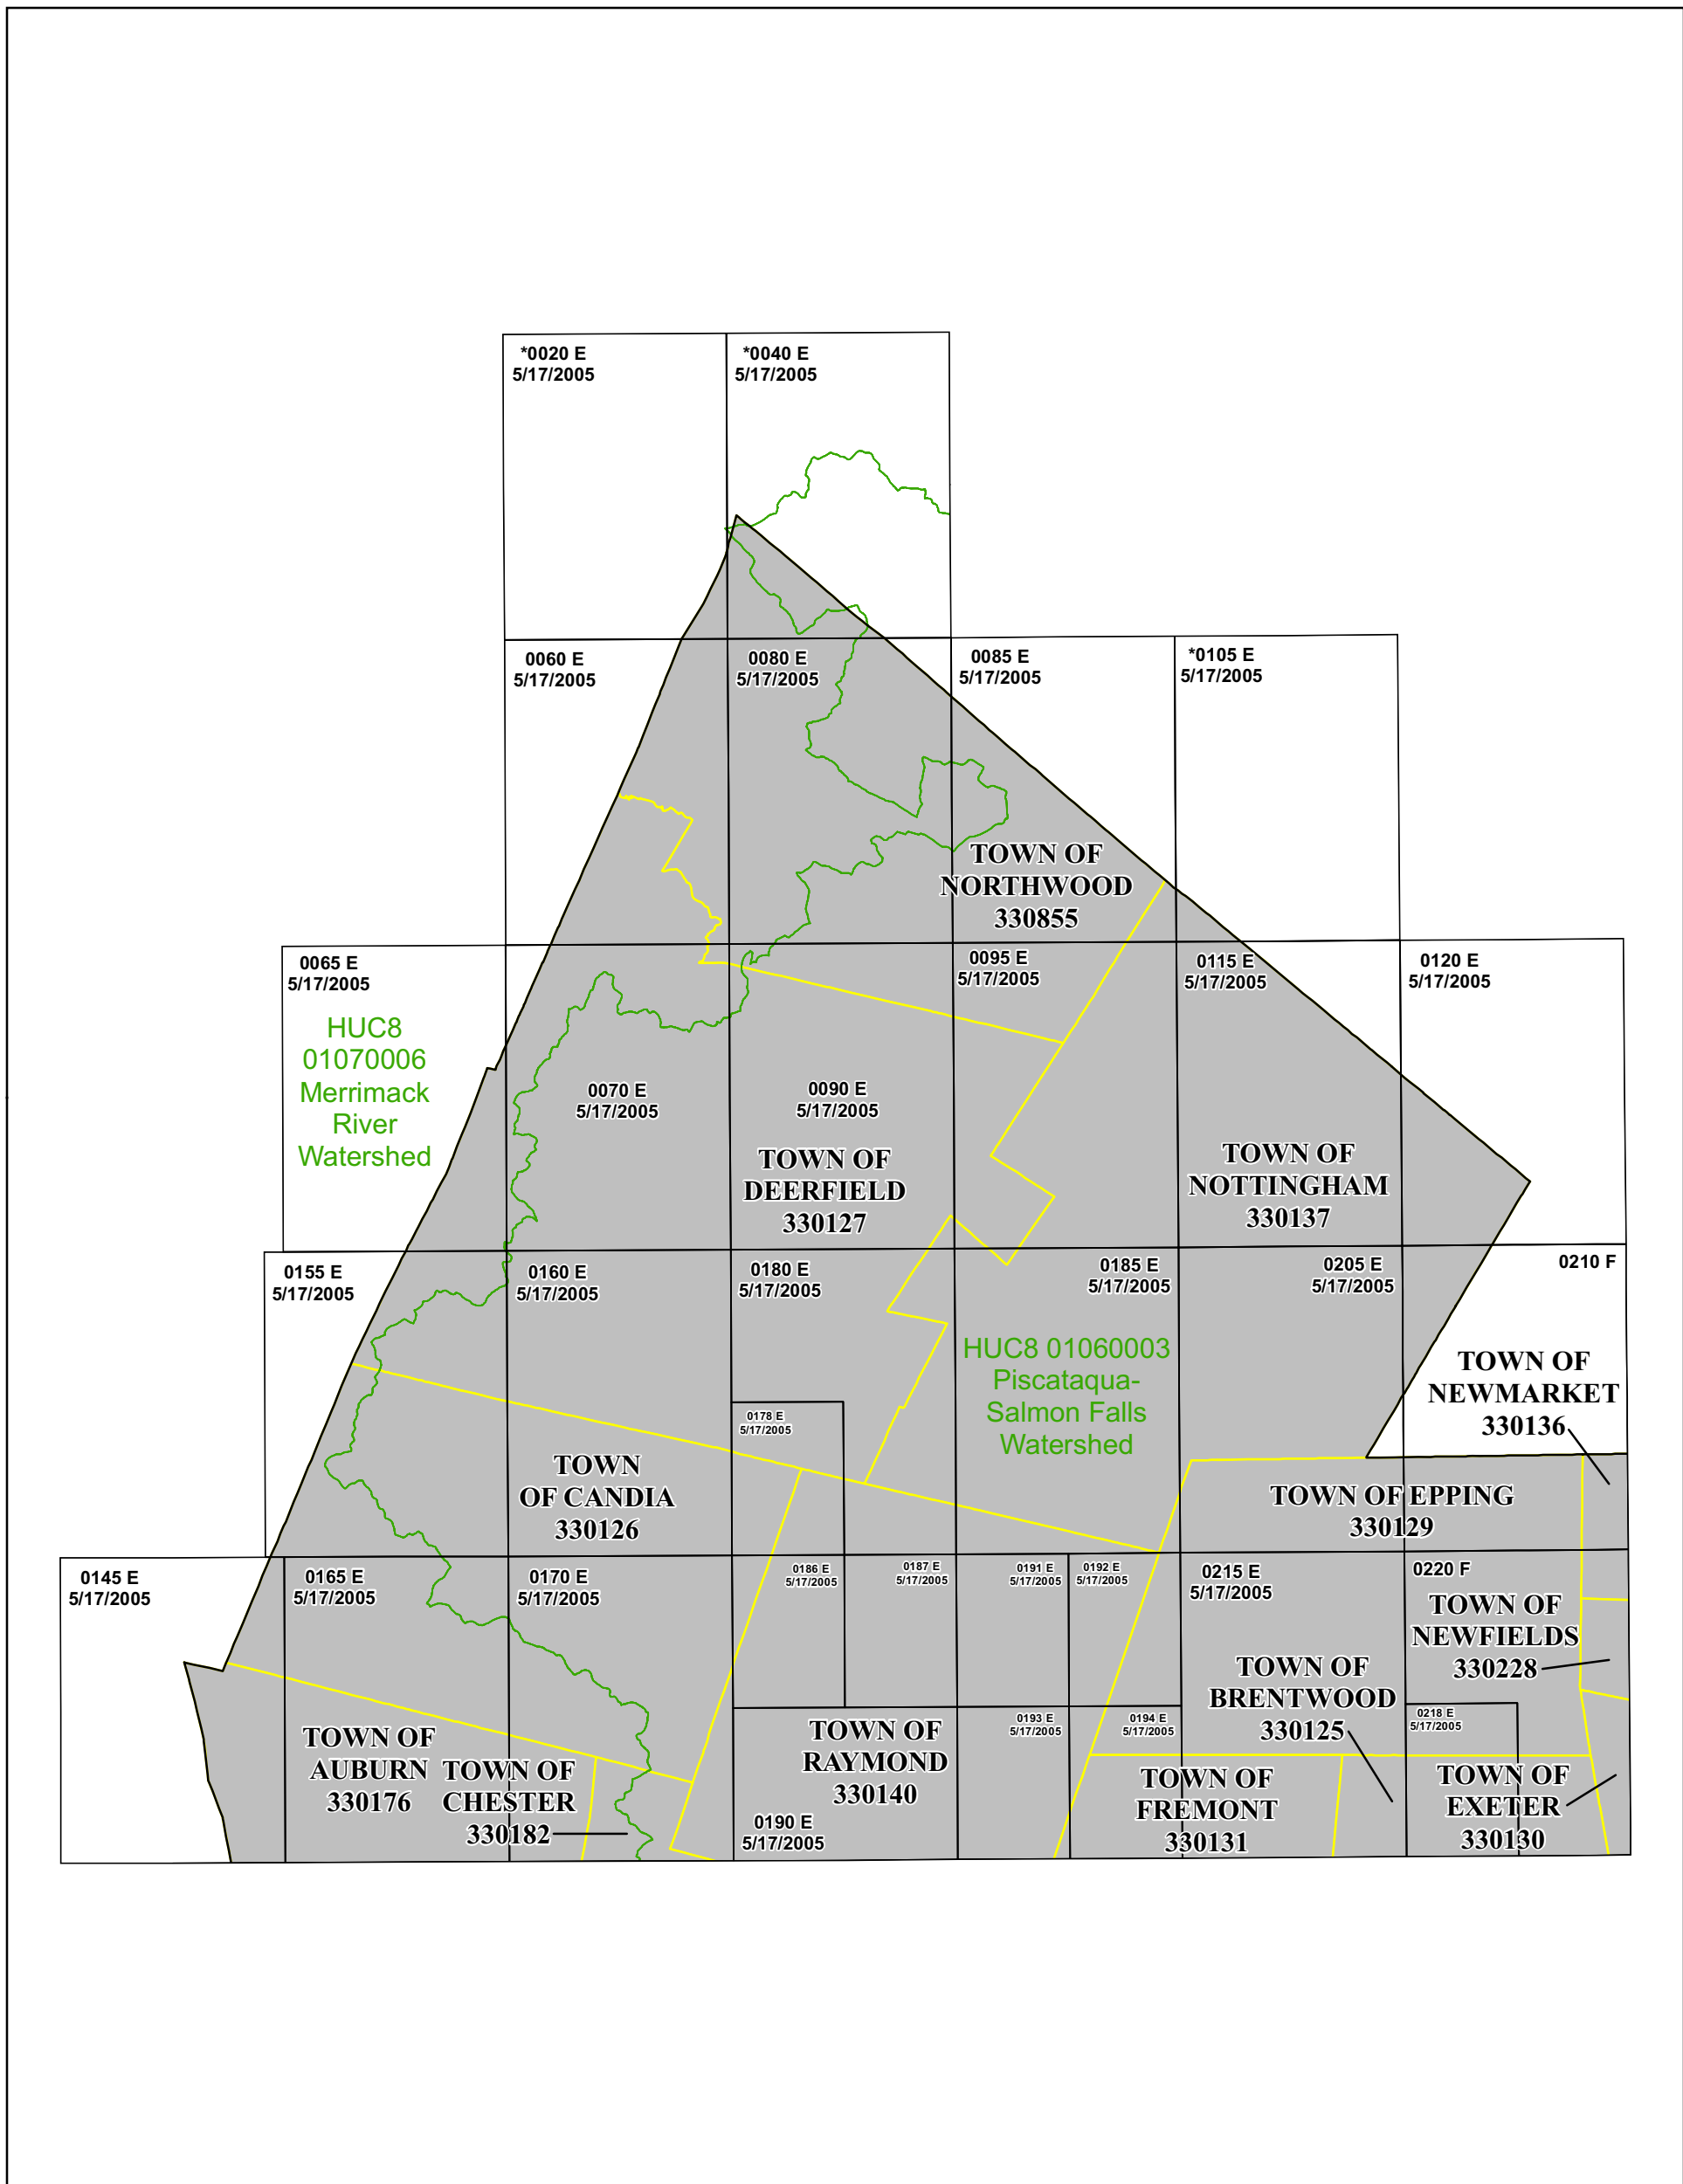 *0020 E
5/17/2005
*0040 E
5/17/2005
0060 E
5/17/2005
0080 E
5/17/2005
0085 E
5/17/2005
*0105 E
5/17/2005
TOWN OF
NORTHWOOD
330855
0065 E
5/17/2005
HUC8
01070006
Merrimack
River
Watershed
0070 E
5/17/2005
0090 E
5/17/2005
0095 E
5/17/2005
0115 E
5/17/2005
0120 E
5/17/2005
TOWN OF
DEERFIELD
330127
TOWN OF
NOTTINGHAM
330137
0155 E
5/17/2005
0160 E
5/17/2005
0180 E
5/17/2005
0185 E
5/17/2005
0205 E
5/17/2005
0210 F
HUC8 01060003
Piscataqua-
Salmon Falls
Watershed
TOWN OF
NEWMARKET
330136
0178 E
5/17/2005
TOWN
OF CANDIA
330126
TOWN OF EPPING
330129
0145 E
5/17/2005
0165 E
5/17/2005
0170 E
5/17/2005
0186 E
5/17/2005
0187 E
5/17/2005
0191 E
5/17/2005
0192 E
5/17/2005
0215 E
5/17/2005
0220 F
TOWN OF
NEWFIELDS
330228
TOWN OF
BRENTWOOD
330125
0193 E
5/17/2005
0194 E
5/17/2005
0218 E
5/17/2005
TOWN OF
AUBURN
330176
TOWN OF
CHESTER
330182
TOWN OF
RAYMOND
330140
0190 E
5/17/2005
TOWN OF
FREMONT
330131
TOWN OF
EXETER
330130